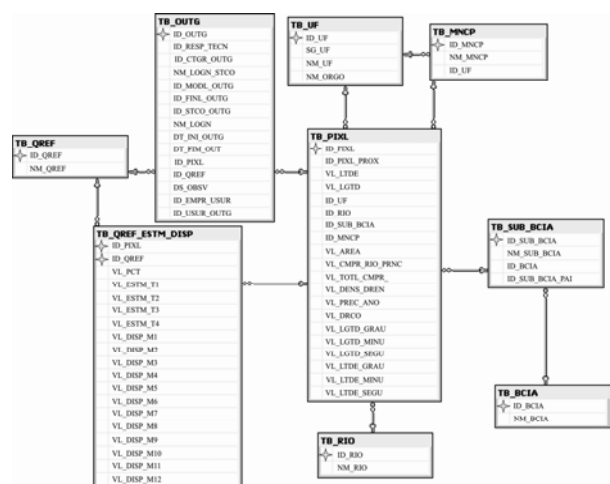 TB_OUTG
ID_OUTG
ID_RESP_TECN
ID_CTGR_OUTG
NM_LOGN_STCO
ID_MODL_OUTG
ID_FINL_OUTG
ID_STCO_OUTG
NM_LOGN
DT_INI_OUTG
DT_FIM_OUT
ID_PIXL
ID_QREF
DS_OBSV
ID_EMPR_USUR
ID_USUR_OUTG
TB_UF
ID_UF
SG_UF
NM_UF
NM_ORGO
TB_MNCP
ID_MNCP
NM_MNCP
ID_UF
TB_QREF
ID_QREF
NM_QREF
TB_PIXL
ID_PIXL
ID_PIXL_PROX
VL_LTDE
VL_LGTD
ID_UF
ID_RIO
ID_SUB_BCIA
ID_MNCP
VL_AREA
VL_CMPR_RIO_PRNC
VL_TOTL_CMPR_
VL_DENS_DREN
VL_PREC_ANO
VL_DRCO
VL_LGTD_GRAU
VL_LGTD_MINU
VL_LGTD_SEGU
VL_LTDE_GRAU
VL_LTDE_MINU
VL_LTDE_SEGU
TB_QREF_ESTM_DISP
ID_PIXL
ID_QREF
VL_PCT
VL_ESTM_T1
VL_ESTM_T2
VL_ESTM_T3
VL_ESTM_T4
VL_DISP_M1
VL_DISP_M2
VL_DISP_M3
VL_DISP_M4
VL_DISP_M5
VL_DISP_M6
VL_DISP_M7
VL_DISP_M8
VL_DISP_M9
VL_DISP_M10
VL_DISP_M11
VL_DISP_M12
TB_SUB_BCIA
ID_SUB_BCIA
NM_SUB_BCIA
ID_BCIA
ID_SUB_BCIA_PAI
TB_BCIA
ID_BCIA
NM_BCIA
TB_RIO
ID_RIO
NM_RIO